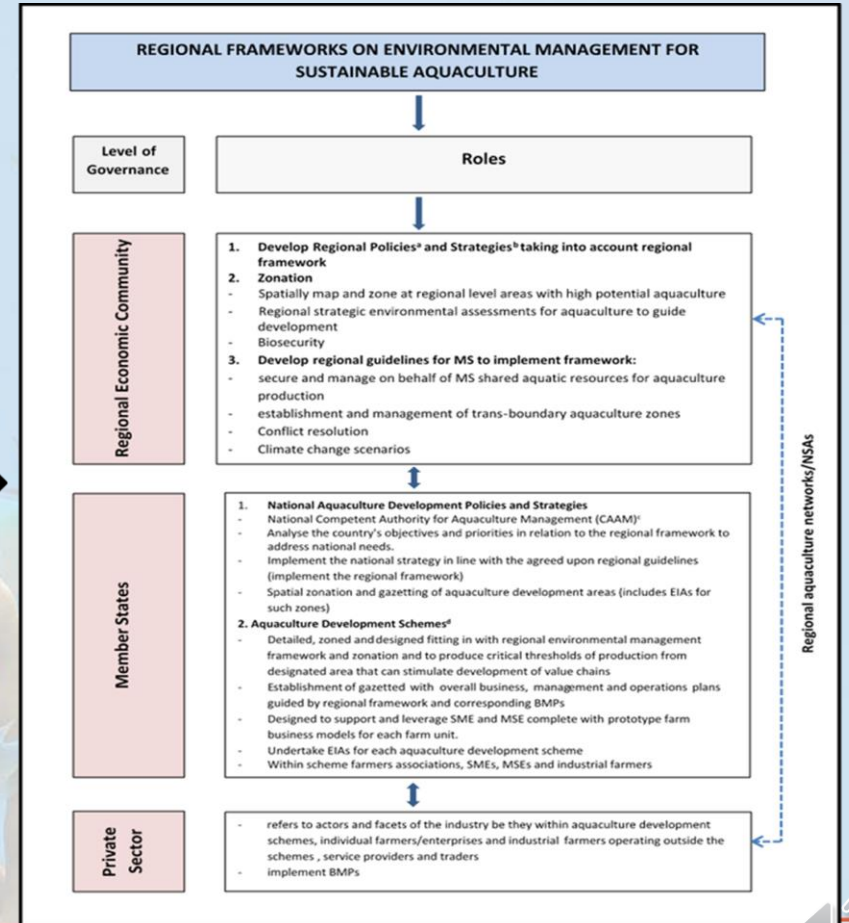 REGIONAL FRAMEWORKS ON ENVIRONMENTAL MANAGEMENT FOR
SUSTAINABLE AQUACULTURE
Level of
Governance
Roles
Regional Economic Community
1. Develop Regional Policiesᵃ and Strategiesᵇ taking into account regional
framework
2. Zonation
- Spatially map and zone at regional level areas with high potential aquaculture
- Regional strategic environmental assessments for aquaculture to guide
development
- Biosecurity
3. Develop regional guidelines for MS to implement framework:
- secure and manage on behalf of MS shared aquatic resources for aquaculture
production
- establishment and management of trans-boundary aquaculture zones
- Conflict resolution
- Climate change scenarios
Member States
1. National Aquaculture Development Policies and Strategies
- National Competent Authority for Aquaculture Management (CAAM)ᶜ
- Analyse the country's objectives and priorities in relation to the regional framework to
address national needs.
- Implement the national strategy in line with the agreed upon regional guidelines
(implement the regional framework)
- Spatial zonation and gazetting of aquaculture development areas (includes EIAs for
such zones)
2. Aquaculture Development Schemesᵈ
- Detailed, zoned and designed fitting in with regional environmental management
framework and zonation and to produce critical thresholds of production from
designated area that can stimulate development of value chains
- Establishment of gazetted with overall business, management and operations plans
guided by regional framework and corresponding BMPs
- Designed to support and leverage SME and MSE complete with prototype farm
business models for each farm unit.
- Undertake EIAs for each aquaculture development scheme
- Within scheme farmers associations, SMEs, MSEs and industrial farmers
Private
Sector
- refers to actors and facets of the industry be they within aquaculture development
schemes, individual farmers/enterprises and industrial farmers operating outside the
schemes , service providers and traders
- implement BMPs
Regional aquaculture networks/NSAs